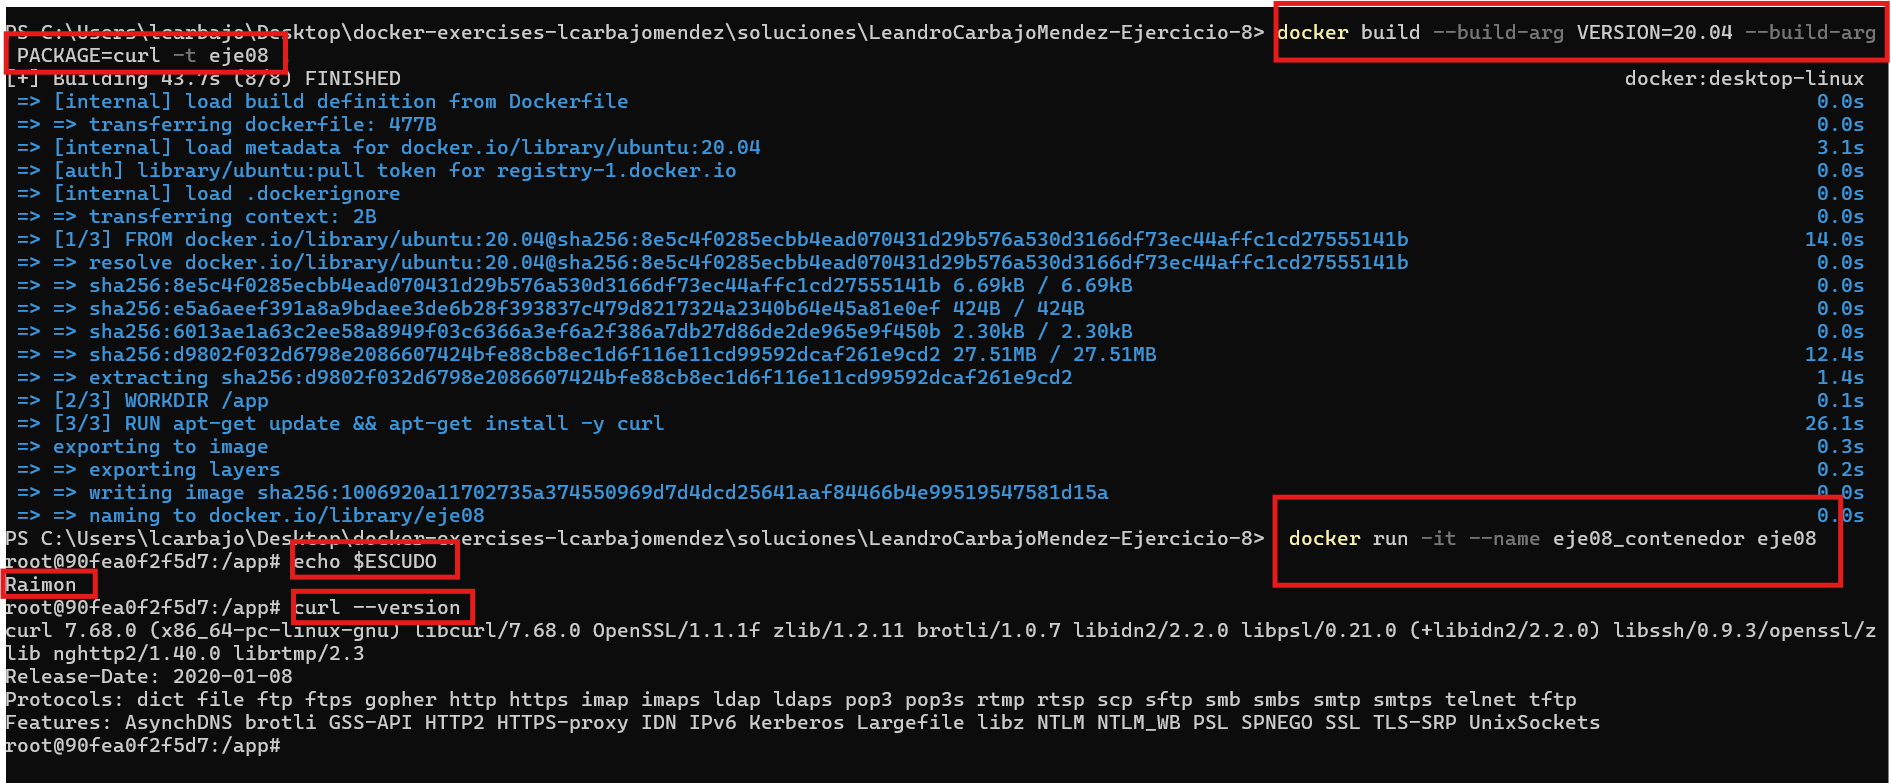 PS C:\Users\lcarbajo\Desktop\docker-exercises-lcarbajomendez\soluciones\LeandroCarbajoMendez-Ejercicio-8> docker build --build-arg VERSION=20.04 --build-arg
PACKAGE=curl -t eje08 .
[+] Building 43.7s (8/8) FINISHED docker:desktop-linux
=> [internal] load build definition from Dockerfile 0.0s
=> => transferring dockerfile: 477B 0.0s
=> [internal] load metadata for docker.io/library/ubuntu:20.04 3.1s
=> [auth] library/ubuntu:pull token for registry-1.docker.io 0.0s
=> [internal] load .dockerignore 0.0s
=> => transferring context: 2B 0.0s
=> [1/3] FROM docker.io/library/ubuntu:20.04@sha256:8e5c4f0285ecbb4ead070431d29b576a530d3166df73ec44affc1cd27555141b 14.0s
=> => resolve docker.io/library/ubuntu:20.04@sha256:8e5c4f0285ecbb4ead070431d29b576a530d3166df73ec44affc1cd27555141b 0.0s
=> => sha256:8e5c4f0285ecbb4ead070431d29b576a530d3166df73ec44affc1cd27555141b 6.69kB / 6.69kB 0.0s
=> => sha256:e5a6aeef391a8a9bdaee3de6b28f393837c479d8217324a2340b64e45a81e0ef 424B / 424B 0.0s
=> => sha256:6013ae1a63c2ee58a8949f03c6366a3ef6a2f386a7db27d86de2de965e9f450b 2.30kB / 2.30kB 0.0s
=> => sha256:d9802f032d6798e2086607424bfe88cb8ec1d6f116e11cd99592dcaf261e9cd2 27.51MB / 27.51MB 12.4s
=> => extracting sha256:d9802f032d6798e2086607424bfe88cb8ec1d6f116e11cd99592dcaf261e9cd2 1.4s
=> [2/3] WORKDIR /app 0.1s
=> [3/3] RUN apt-get update && apt-get install -y curl 26.1s
=> exporting to image 0.3s
=> => exporting layers 0.2s
=> => writing image sha256:1006920a11702735a374550969d7d4dcd25641aaf84466b4e99519547581d15a 0.0s
=> => naming to docker.io/library/eje08 0.0s
PS C:\Users\lcarbajo\Desktop\docker-exercises-lcarbajomendez\soluciones\LeandroCarbajoMendez-Ejercicio-8> docker run -it --name eje08_contenedor eje08
root@90fea0f2f5d7:/app# echo $ESCUDO
Raimon
root@90fea0f2f5d7:/app# curl --version
curl 7.68.0 (x86_64-pc-linux-gnu) libcurl/7.68.0 OpenSSL/1.1.1f zlib/1.2.11 brotli/1.0.7 libidn2/2.2.0 libpsl/0.21.0 (+libidn2/2.2.0) libssh/0.9.3/openssl/z
lib nghttp2/1.40.0 librtmp/2.3
Release-Date: 2020-01-08
Protocols: dict file ftp ftps gopher http https imap imaps ldap ldaps pop3 pop3s rtmp rtsp scp sftp smb smbs smtp smtps telnet tftp
Features: AsynchDNS brotli GSS-API HTTP2 HTTPS-proxy IDN IPv6 Kerberos Largefile libz NTLM NTLM_WB PSL SPNEGO SSL TLS-SRP UnixSockets
root@90fea0f2f5d7:/app#